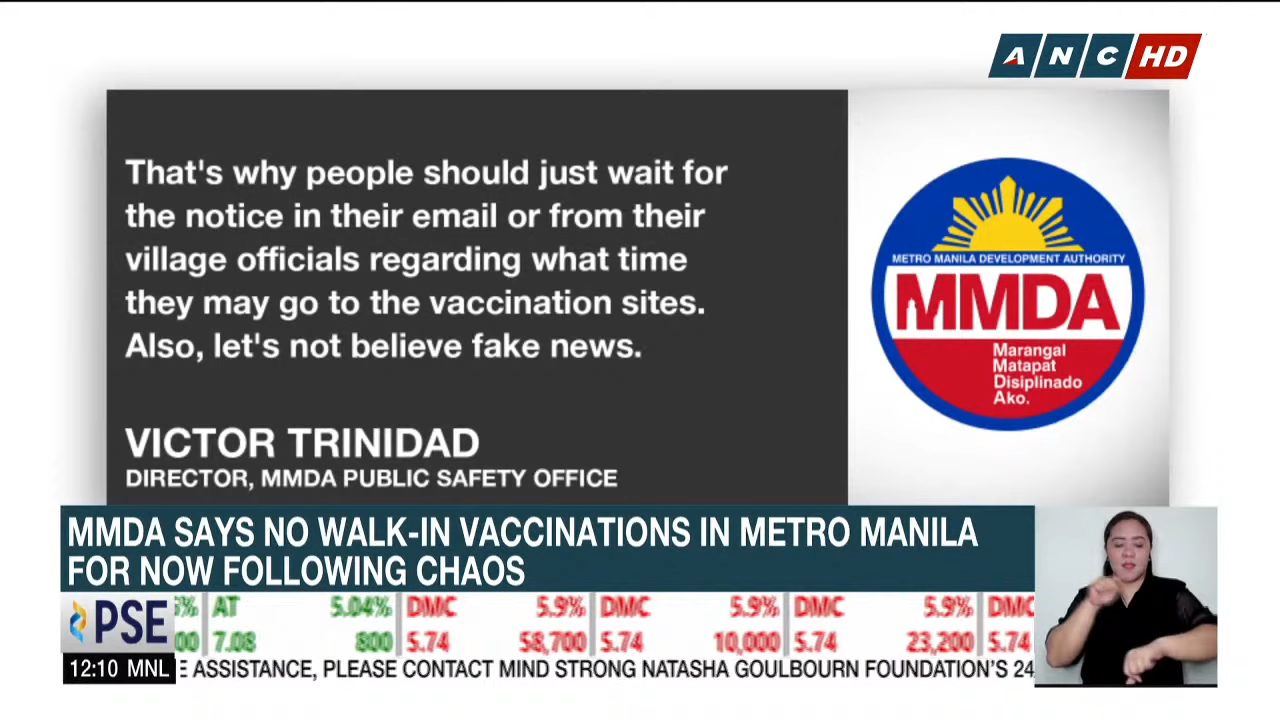 ANC HD
That's why people should just wait for
the notice in their email or from their
village officials regarding what time
they may go to the vaccination sites.
Also, let's not believe fake news.
VICTOR TRINIDAD
DIRECTOR, MMDA PUBLIC SAFETY OFFICE
METRO MANILA DEVELOPMENT AUTHORITY
MMDA
Marangal
Matapat
Disiplinado
Ako.
MMDA SAYS NO WALK-IN VACCINATIONS IN METRO MANILA
FOR NOW FOLLOWING CHAOS
PSE
% AT 5.04% DMC 5.9% DMC 5.9% DMC 5.9% DMC
00 7.08 800 5.74 58,700 5.74 10,000 5.74 23,200 5.74
12:10 MNL E ASSISTANCE, PLEASE CONTACT MIND STRONG NATASHA GOULBOURN FOUNDATION'S 24